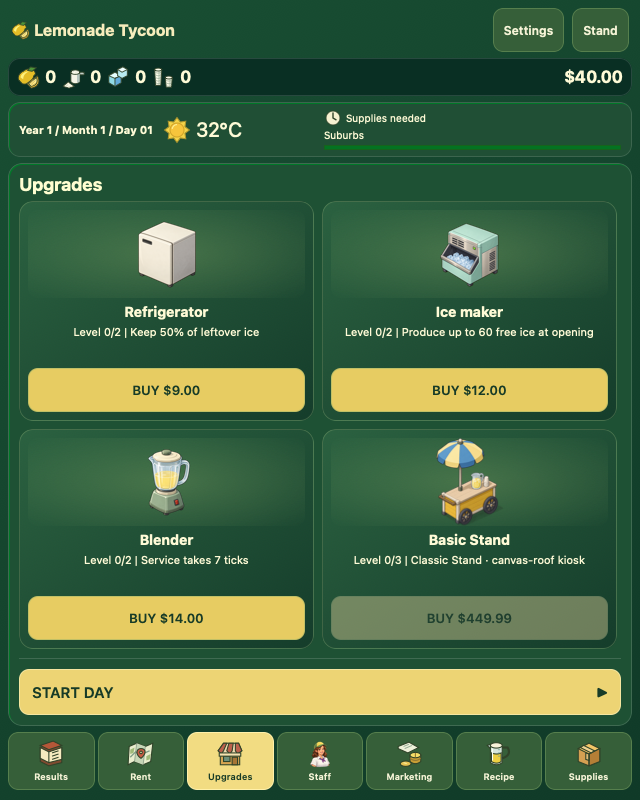 Lemonade Tycoon
Settings
Stand
0 0 0 0
$40.00
Year 1 / Month 1 / Day 01
32°C
Supplies needed
Suburbs
Upgrades
Refrigerator
Level 0/2 | Keep 50% of leftover ice
BUY $9.00
Ice maker
Level 0/2 | Produce up to 60 free ice at opening
BUY $12.00
Blender
Level 0/2 | Service takes 7 ticks
BUY $14.00
Basic Stand
Level 0/3 | Classic Stand · canvas-roof kiosk
BUY $449.99
START DAY
Results
Rent
Upgrades
Staff
Marketing
Recipe
Supplies